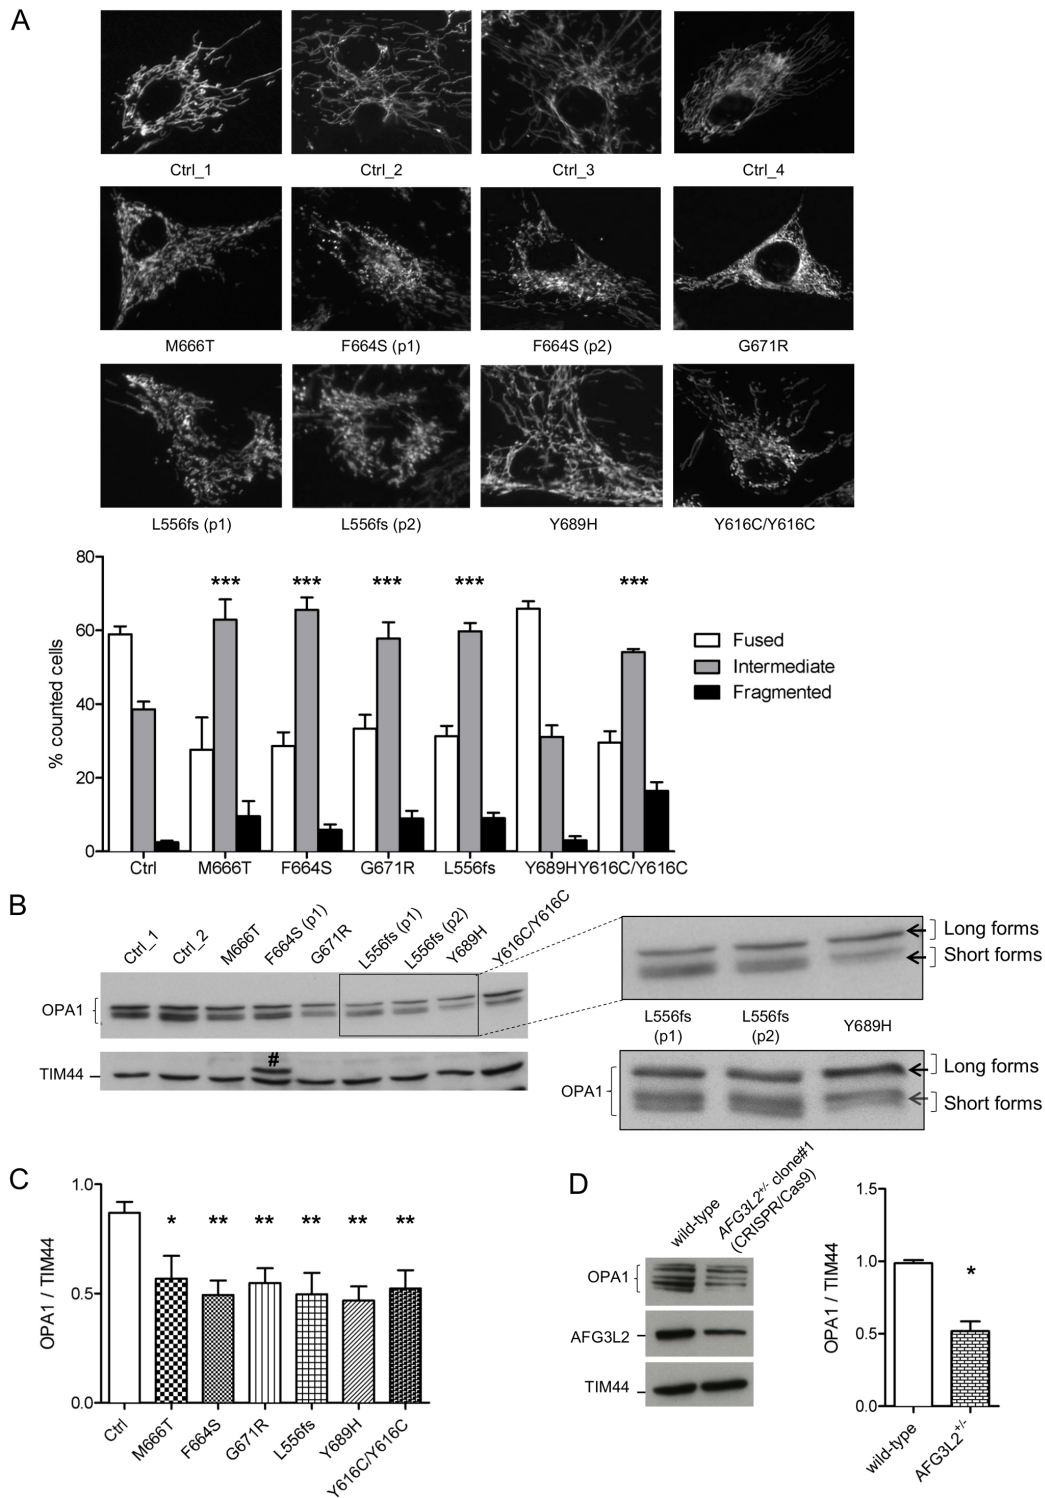 A
Ctrl_1 Ctrl_2 Ctrl_3 Ctrl_4
M666T F664S (p1) F664S (p2) G671R
L556fs (p1) L556fs (p2) Y689H Y616C/Y616C
80
60
40
20
0
% counted cells
*** *** *** *** ***
Fused
Intermediate
Fragmented
Ctrl M666T F664S G671R L556fs Y689H Y616C/Y616C
B
Ctrl_1 Ctrl_2 M666T F664S (p1) G671R L556fs (p1) L556fs (p2) Y689H Y616C/Y616C
OPA1
#
TIM44
Long forms
Short forms
L556fs (p1) L556fs (p2) Y689H
OPA1
Long forms
Short forms
C
1.0
0.5
0.0
OPA1 / TIM44
* ** ** ** ** **
Ctrl M666T F664S G671R L556fs Y689H Y616C/Y616C
D
wild-type AFG3L2+/- clone#1
(CRISPR/Cas9)
OPA1
AFG3L2
TIM44
1.5
1.0
0.5
0.0
OPA1 / TIM44
*
wild-type AFG3L2+/-